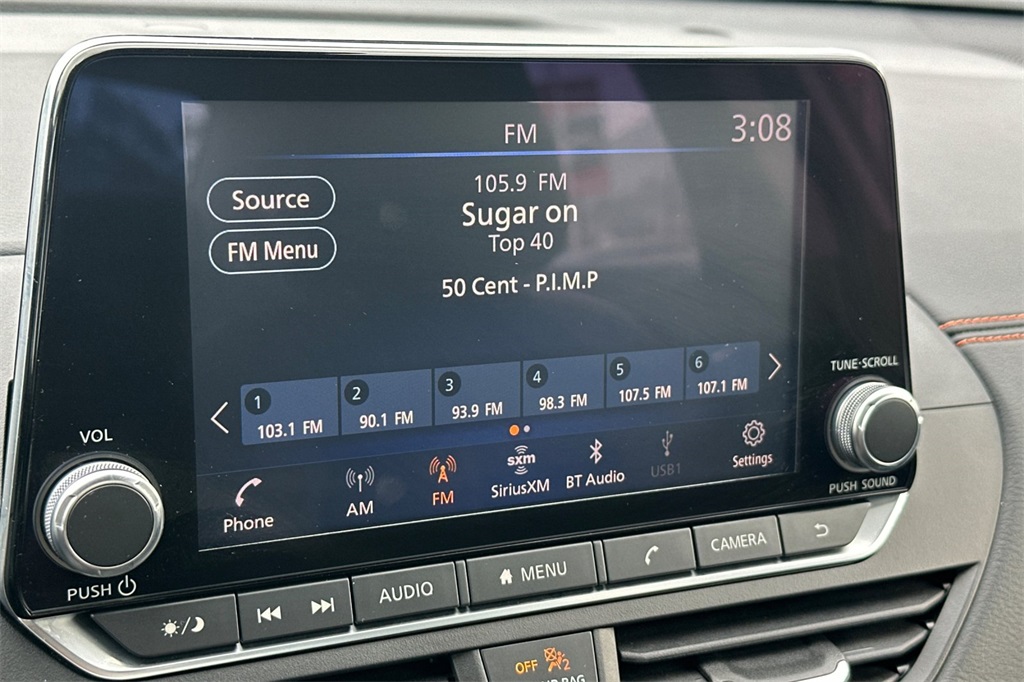 FM
3:08
Source
FM Menu
105.9 FM
Sugar on
Top 40
50 Cent - P.I.M.P
1 103.1 FM
2 90.1 FM
3 93.9 FM
4 98.3 FM
5 107.5 FM
6 107.1 FM
Phone
AM
FM
sxm
SiriusXM
BT Audio
USB1
Settings
VOL
PUSH
TUNE·SCROLL
PUSH SOUND
AUDIO
MENU
CAMERA
OFF
2
BAG